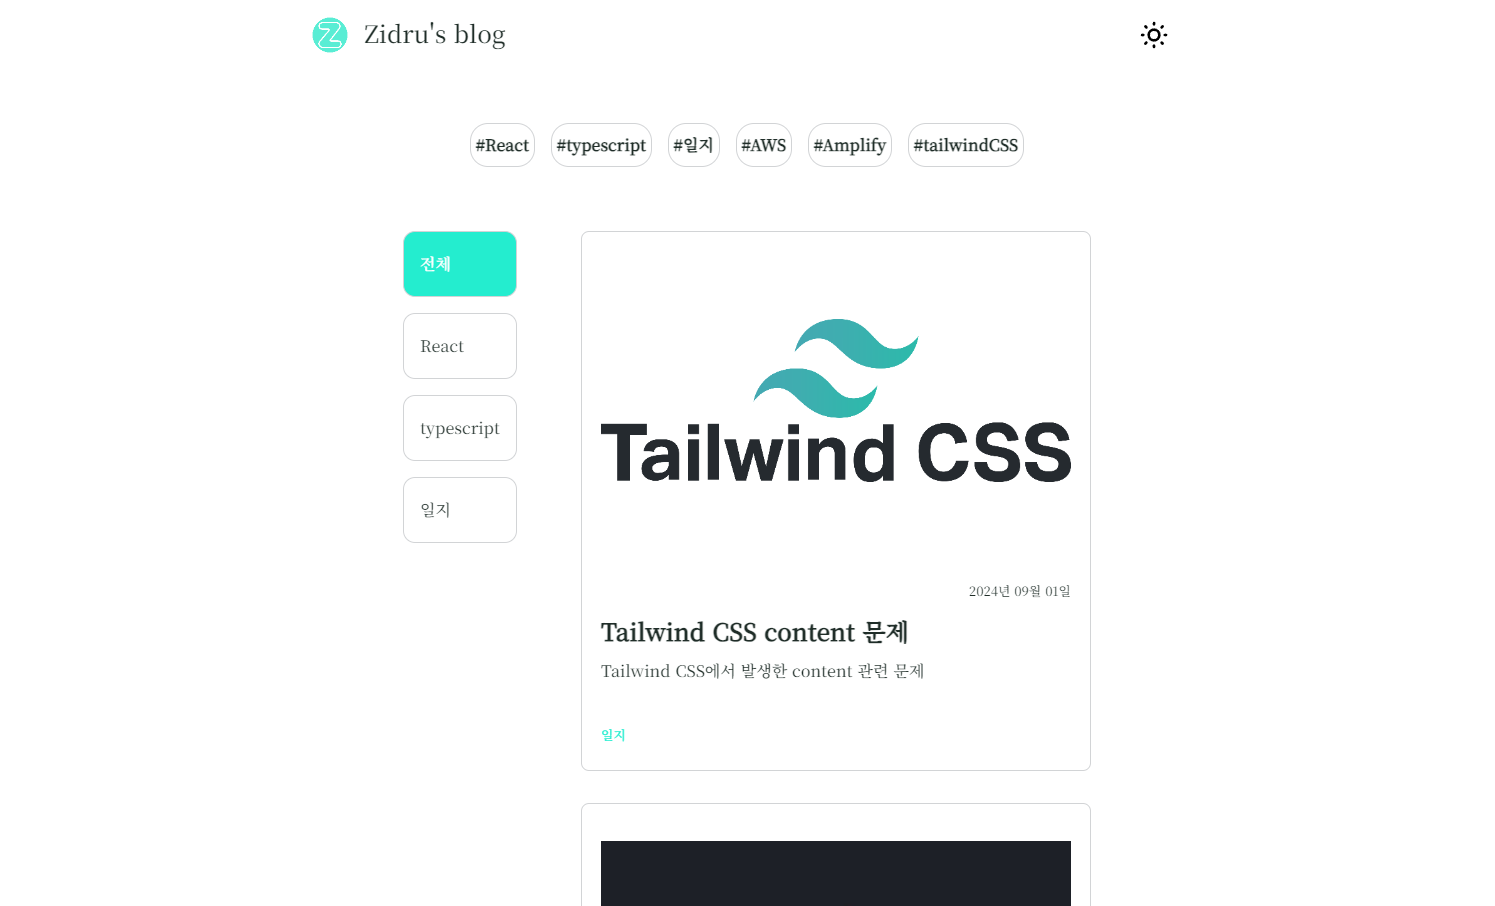 Zidru's blog
#React #typescript #일지 #AWS #Amplify #tailwindCSS
전체
React
typescript
일지
Tailwind CSS
2024년 09월 01일
Tailwind CSS content 문제
Tailwind CSS에서 발생한 content 관련 문제
일지